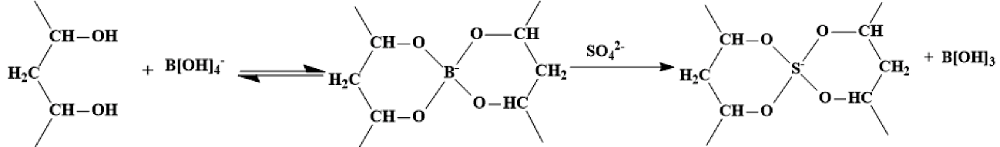 CH–OH
H₂C + B[OH]₄⁻
CH–OH
CH–O O–CH
H₂C B⁻ CH₂
CH–O O–HC
SO₄²⁻
CH–O O–CH
H₂C S⁻ CH₂ + B[OH]₃
CH–O O–HC